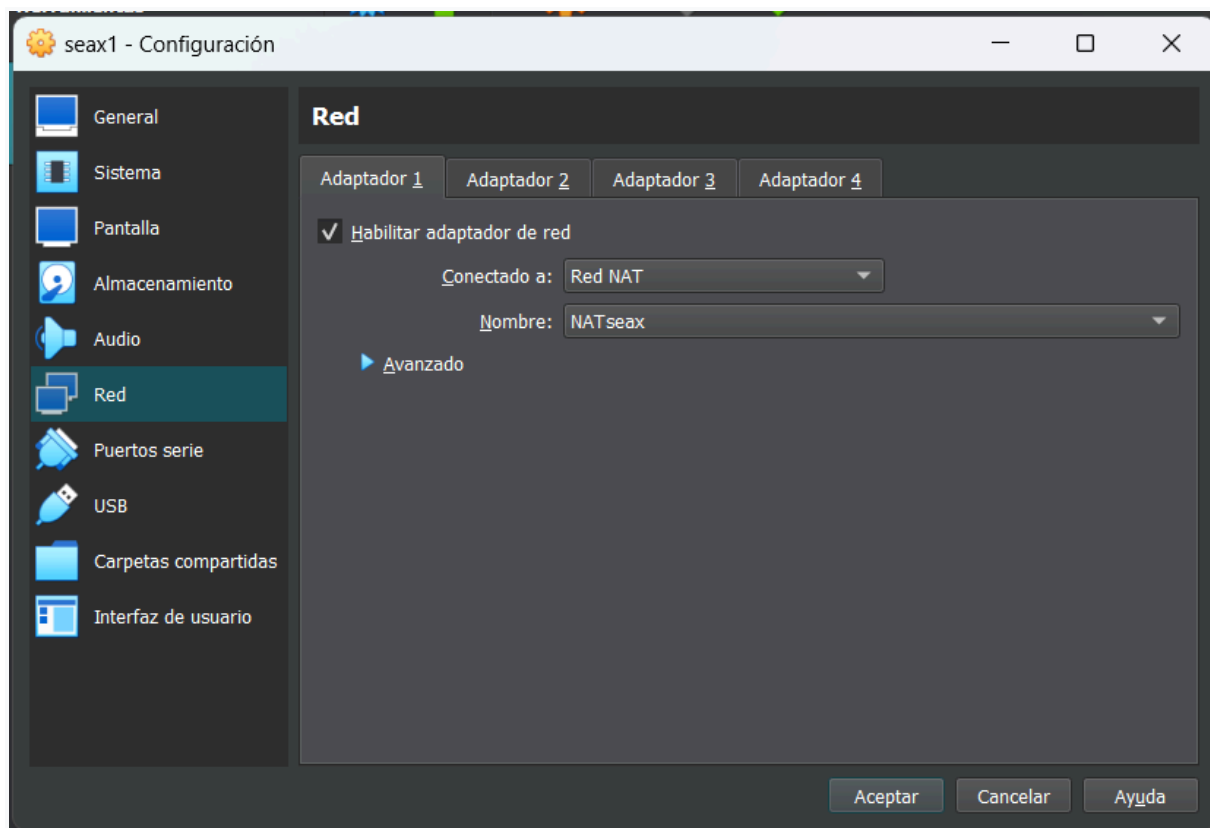 seax1 - Configuración
General
Sistema
Pantalla
Almacenamiento
Audio
Red
Puertos serie
USB
Carpetas compartidas
Interfaz de usuario
Red
Adaptador 1 Adaptador 2 Adaptador 3 Adaptador 4
Habilitar adaptador de red
Conectado a: Red NAT
Nombre: NATseax
Avanzado
Aceptar Cancelar Ayuda